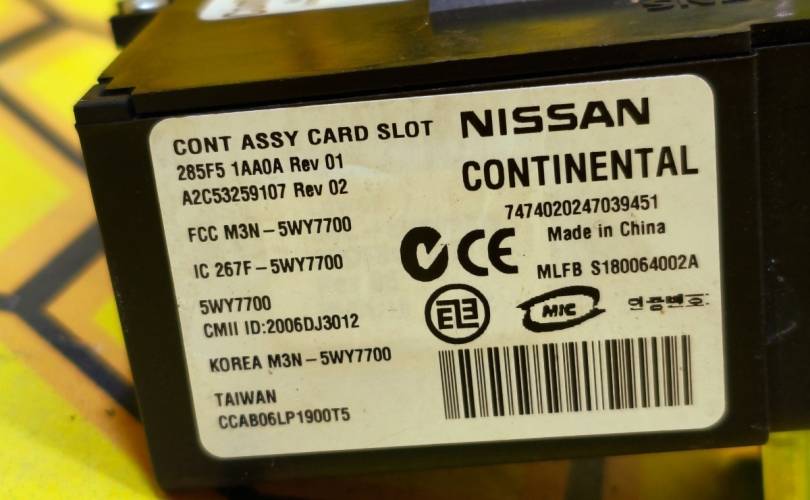 CONT ASSY CARD SLOT
285F5 1AA0A Rev 01
A2C53259107 Rev 02
FCC M3N-5WY7700
IC 267F-5WY7700
5WY7700
CMII ID:2006DJ3012
KOREA M3N-5WY7700
TAIWAN
CCAB06LP1900T5
NISSAN
CONTINENTAL
7474020247039451
Made in China
CE
MLFB S180064002A
MIC